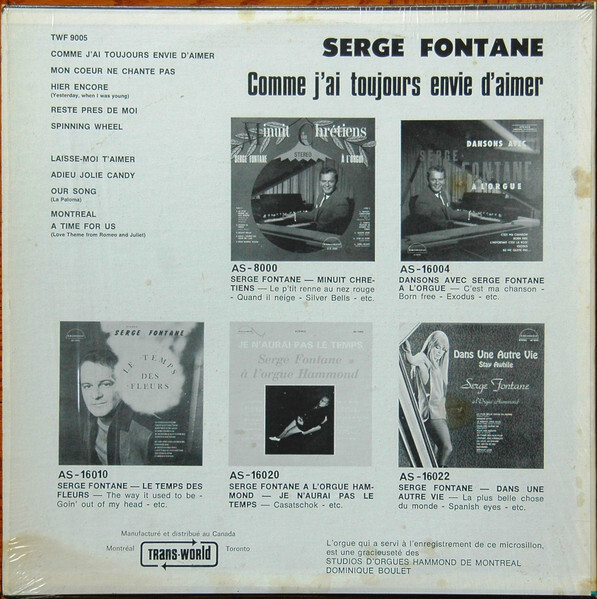 TWF 9005
COMME J'AI TOUJOURS ENVIE D'AIMER
MON COEUR NE CHANTE PAS
HIER ENCORE
(Yesterday, when I was young)
RESTE PRES DE MOI
SPINNING WHEEL
LAISSE-MOI T'AIMER
ADIEU JOLIE CANDY
OUR SONG
(La Paloma)
MONTREAL
A TIME FOR US
(Love Theme from Romeo and Juliet)
SERGE FONTANE
Comme j'ai toujours envie d'aimer
Minuit Chrétiens
STEREO
SERGE FONTANE A L'ORGUE
AS-8000
SERGE FONTANE — MINUIT CHRE-
TIENS — Le p'tit renne au nez rouge
- Quand il neige - Silver Bells - etc.
DANSONS AVEC
SERGE FONTANE
A L'ORGUE
AS-16004
DANSONS AVEC SERGE FONTANE
A L'ORGUE — C'est ma chanson -
Born free - Exodus - etc.
SERGE FONTANE
LE TEMPS
DES
FLEURS
AS-16010
SERGE FONTANE — LE TEMPS DES
FLEURS — The way it used to be -
Goin' out of my head - etc.
JE N'AURAI PAS LE TEMPS
Serge Fontane
à l'orgue Hammond
AS-16020
SERGE FONTANE A L'ORGUE HAM-
MOND — JE N'AURAI PAS LE
TEMPS — Casatschok - etc.
Dans Une Autre Vie
Stay Awhile
Serge Fontane
à l'Orgue Hammond
AS-16022
SERGE FONTANE — DANS UNE
AUTRE VIE — La plus belle chose
du monde - Spanish eyes - etc.
Manufacturé et distribué au Canada
Montréal TRANS-WORLD Toronto
L'orgue qui a servi à l'enregistrement de ce microsillon,
est une gracieuseté des
STUDIOS D'ORGUES HAMMOND DE MONTREAL
DOMINIQUE BOULET